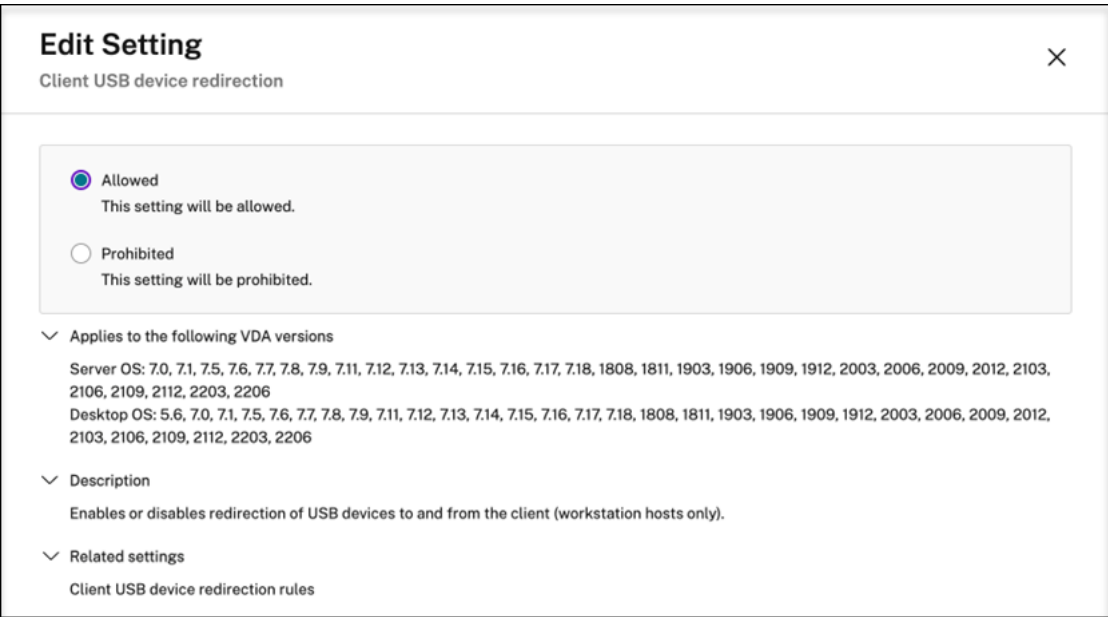 Edit Setting
Client USB device redirection
Allowed
This setting will be allowed.
Prohibited
This setting will be prohibited.
Applies to the following VDA versions
Server OS: 7.0, 7.1, 7.5, 7.6, 7.7, 7.8, 7.9, 7.11, 7.12, 7.13, 7.14, 7.15, 7.16, 7.17, 7.18, 1808, 1811, 1903, 1906, 1909, 1912, 2003, 2006, 2009, 2012, 2103,
2106, 2109, 2112, 2203, 2206
Desktop OS: 5.6, 7.0, 7.1, 7.5, 7.6, 7.7, 7.8, 7.9, 7.11, 7.12, 7.13, 7.14, 7.15, 7.16, 7.17, 7.18, 1808, 1811, 1903, 1906, 1909, 1912, 2003, 2006, 2009, 2012,
2103, 2106, 2109, 2112, 2203, 2206
Description
Enables or disables redirection of USB devices to and from the client (workstation hosts only).
Related settings
Client USB device redirection rules